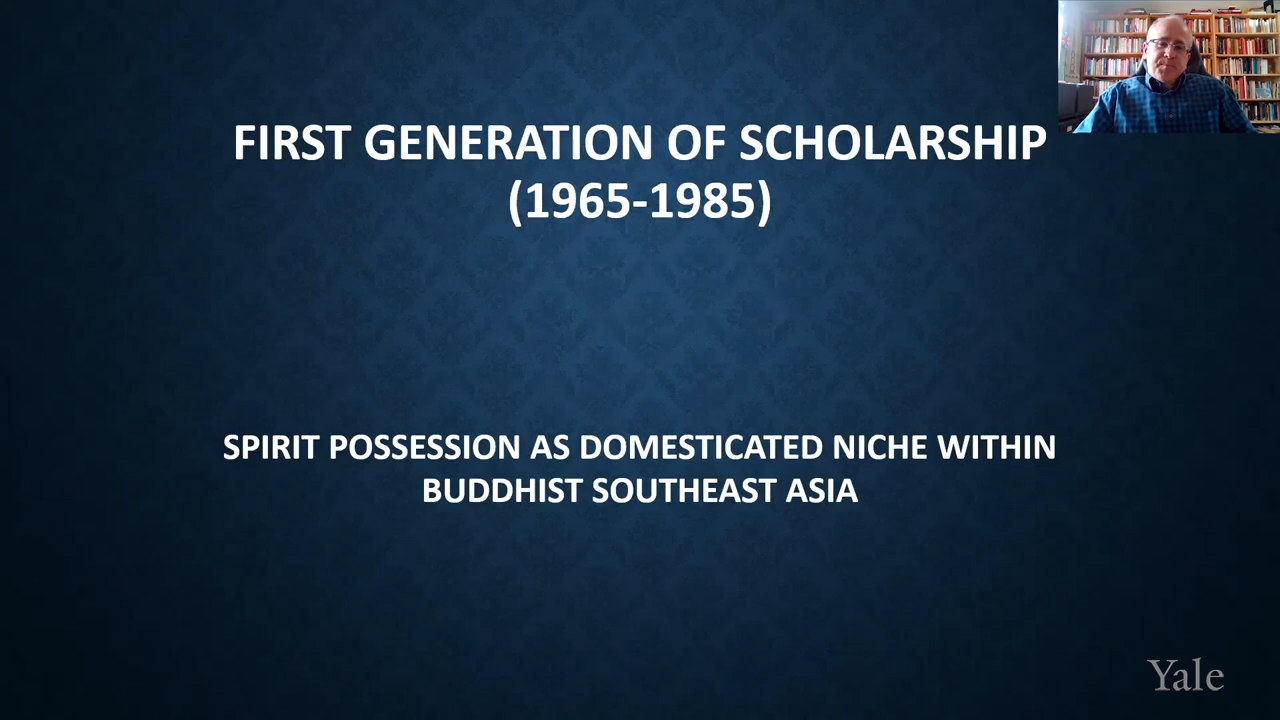 FIRST GENERATION OF SCHOLARSHIP
(1965-1985)
SPIRIT POSSESSION AS DOMESTICATED NICHE WITHIN
BUDDHIST SOUTHEAST ASIA
Yale